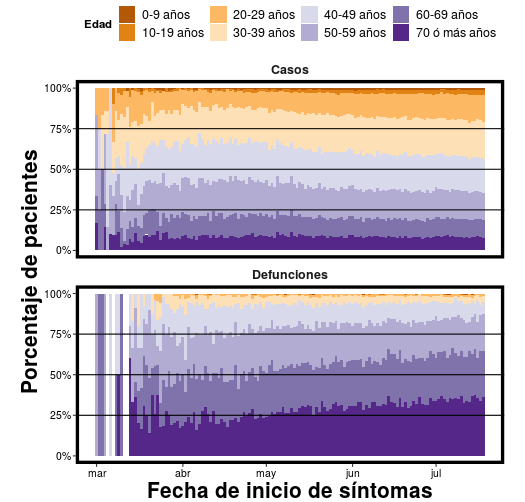 Edad
0-9 años 20-29 años 40-49 años 60-69 años
10-19 años 30-39 años 50-59 años 70 ó más años
Casos
100%
75%
50%
25%
0%
Defunciones
100%
75%
50%
25%
0%
Porcentaje de pacientes
mar abr may jun jul
Fecha de inicio de síntomas